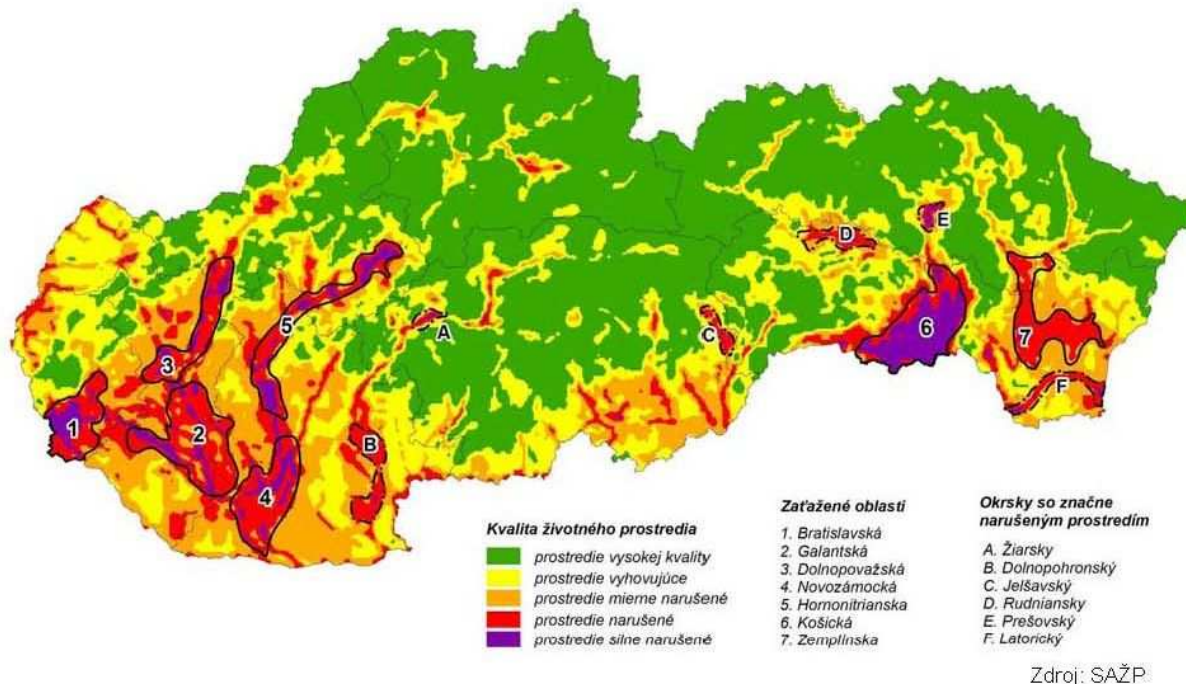 E
D
6
A
5
C
7
3
F
1
2
B
4
Kvalita životného prostredia
prostredie vysokej kvality
prostredie vyhovujúce
prostredie mierne narušené
prostredie narušené
prostredie silne narušené
Zaťažené oblasti
1. Bratislavská
2. Galantská
3. Dolnopovažská
4. Novozámocká
5. Hornonitrianska
6. Košická
7. Zemplínska
Okrsky so značne
narušeným prostredím
A. Žiarsky
B. Dolnopohronský
C. Jelšavský
D. Rudniansky
E. Prešovský
F. Latorický
Zdroj: SAŽP